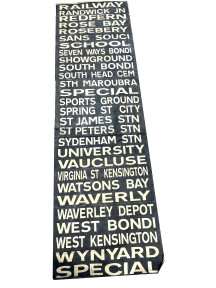 RAILWAY
RANDWICK JN
REDFERN
ROSE BAY
ROSEBERY
SANS SOUCI
SCHOOL
SEVEN WAYS BONDI
SHOWGROUND
SOUTH BONDI
SOUTH HEAD CEM
STH MAROUBRA
SPECIAL
SPORTS GROUND
SPRING ST CITY
ST JAMES STN
ST PETERS STN
SYDENHAM STN
UNIVERSITY
VAUCLUSE
VIRGINIA ST KENSINGTON
WATSONS BAY
WAVERLY
WAVERLEY DEPOT
WEST BONDI
WEST KENSINGTON
WYNYARD
SPECIAL